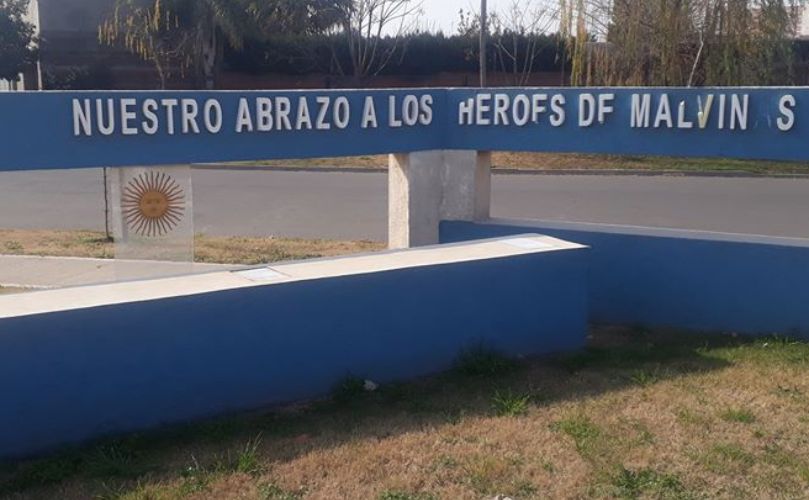 NUESTRO ABRAZO A LOS HEROFS DF MALVIN S